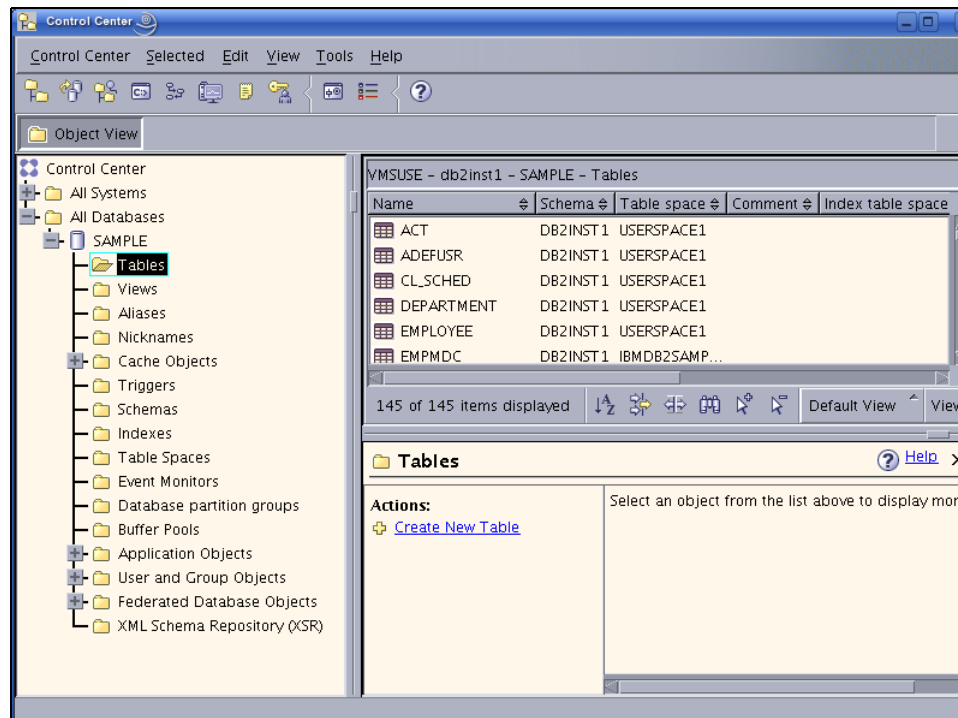 Control Center
Control Center Selected Edit View Tools Help
Object View
Control Center
All Systems
All Databases
SAMPLE
Tables
Views
Aliases
Nicknames
Cache Objects
Triggers
Schemas
Indexes
Table Spaces
Event Monitors
Database partition groups
Buffer Pools
Application Objects
User and Group Objects
Federated Database Objects
XML Schema Repository (XSR)
VMSUSE – db2inst1 – SAMPLE – Tables
Name Schema Table space Comment Index table space
ACT DB2INST1 USERSPACE1
ADEFUSR DB2INST1 USERSPACE1
CL_SCHED DB2INST1 USERSPACE1
DEPARTMENT DB2INST1 USERSPACE1
EMPLOYEE DB2INST1 USERSPACE1
EMPMDC DB2INST1 IBMDB2SAMP...
145 of 145 items displayed Default View View
Tables Help
Actions:
Create New Table
Select an object from the list above to display mor